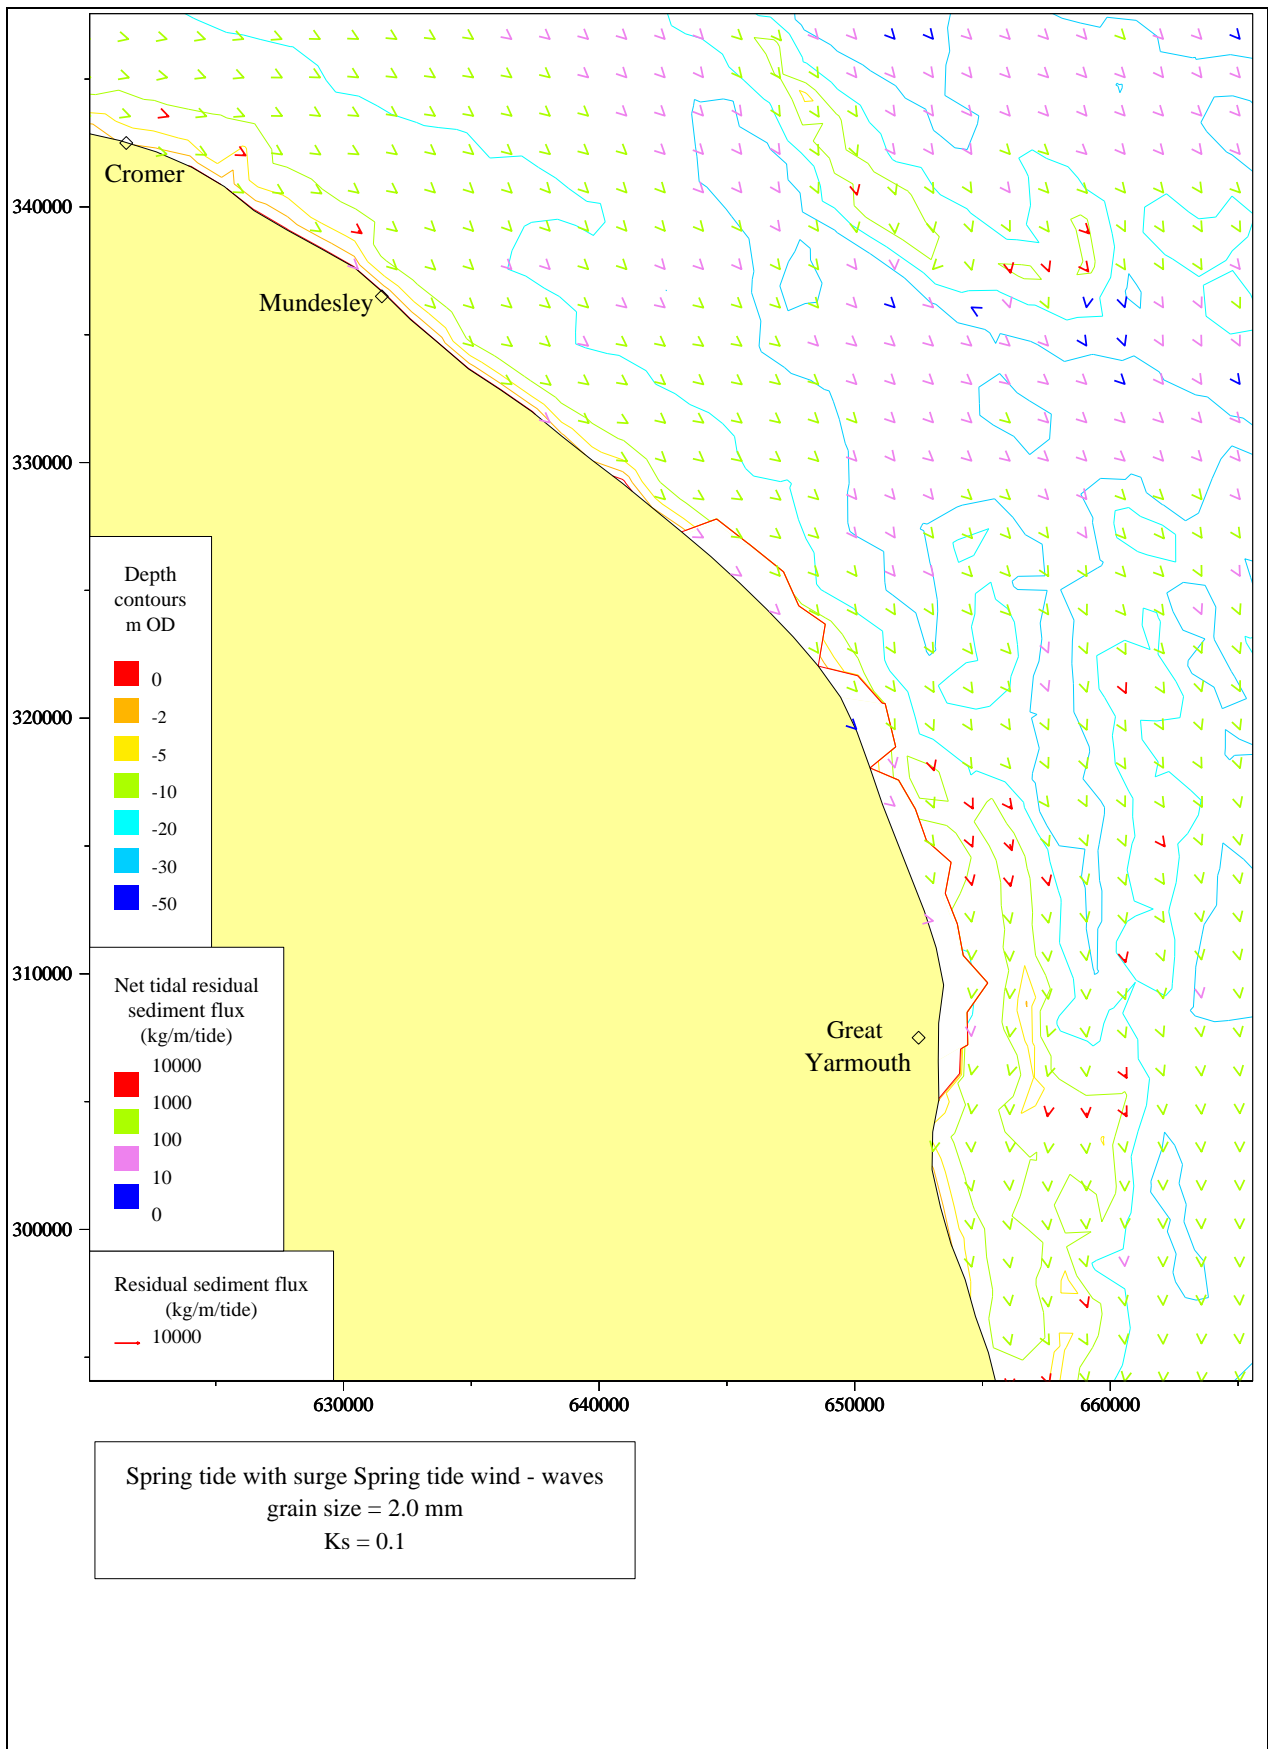 Cromer
340000
Mundesley
330000
Depth
contours
m OD
0
-2
-5
-10
-20
-30
-50
320000
310000
Net tidal residual
sediment flux
(kg/m/tide)
10000
1000
100
10
0
Great
Yarmouth
300000
Residual sediment flux
(kg/m/tide)
10000
630000 640000 650000 660000
Spring tide with surge Spring tide wind - waves
grain size = 2.0 mm
Ks = 0.1